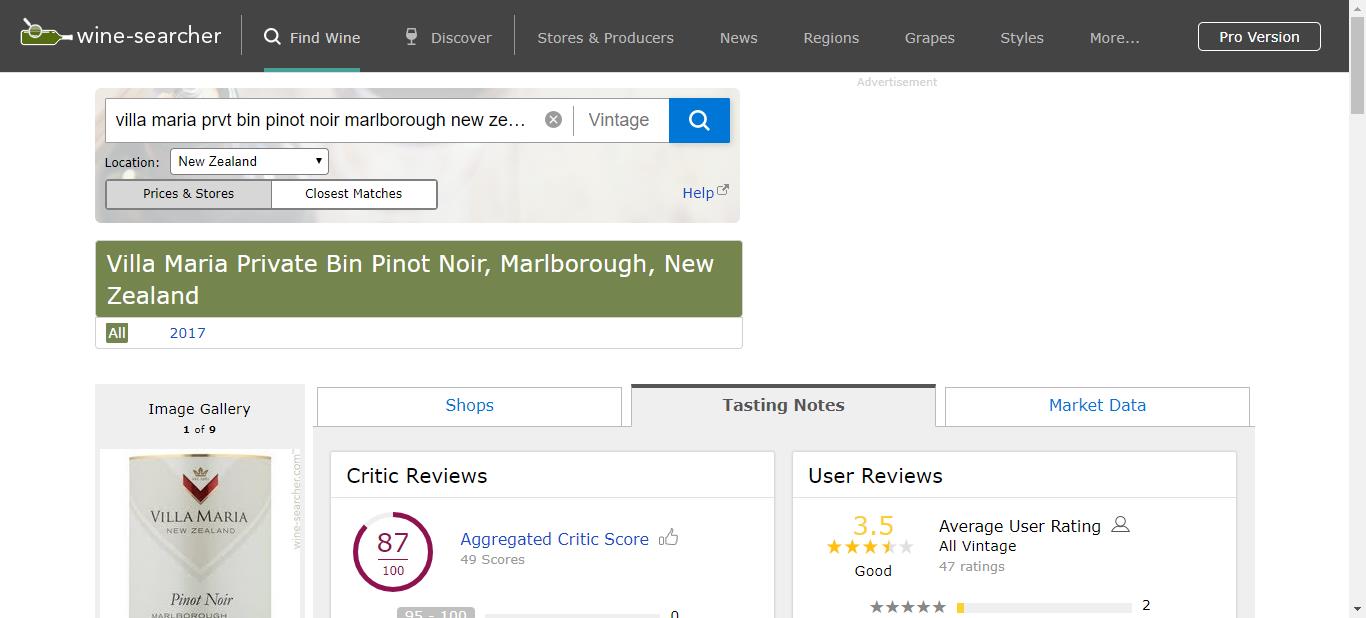 wine-searcher
Find Wine
Discover
Stores & Producers
News
Regions
Grapes
Styles
More...
Pro Version
Advertisement
villa maria prvt bin pinot noir marlborough new ze...
Vintage
Location:
New Zealand
Prices & Stores
Closest Matches
Help
Villa Maria Private Bin Pinot Noir, Marlborough, New
Zealand
All
2017
Image Gallery
1 of 9
VILLA MARIA
NEW ZEALAND
Pinot Noir
MARLBOROUGH
wine-searcher.com
Shops
Tasting Notes
Market Data
Critic Reviews
87
100
Aggregated Critic Score
49 Scores
95 - 100
0
User Reviews
3.5
Good
Average User Rating
All Vintage
47 ratings
2